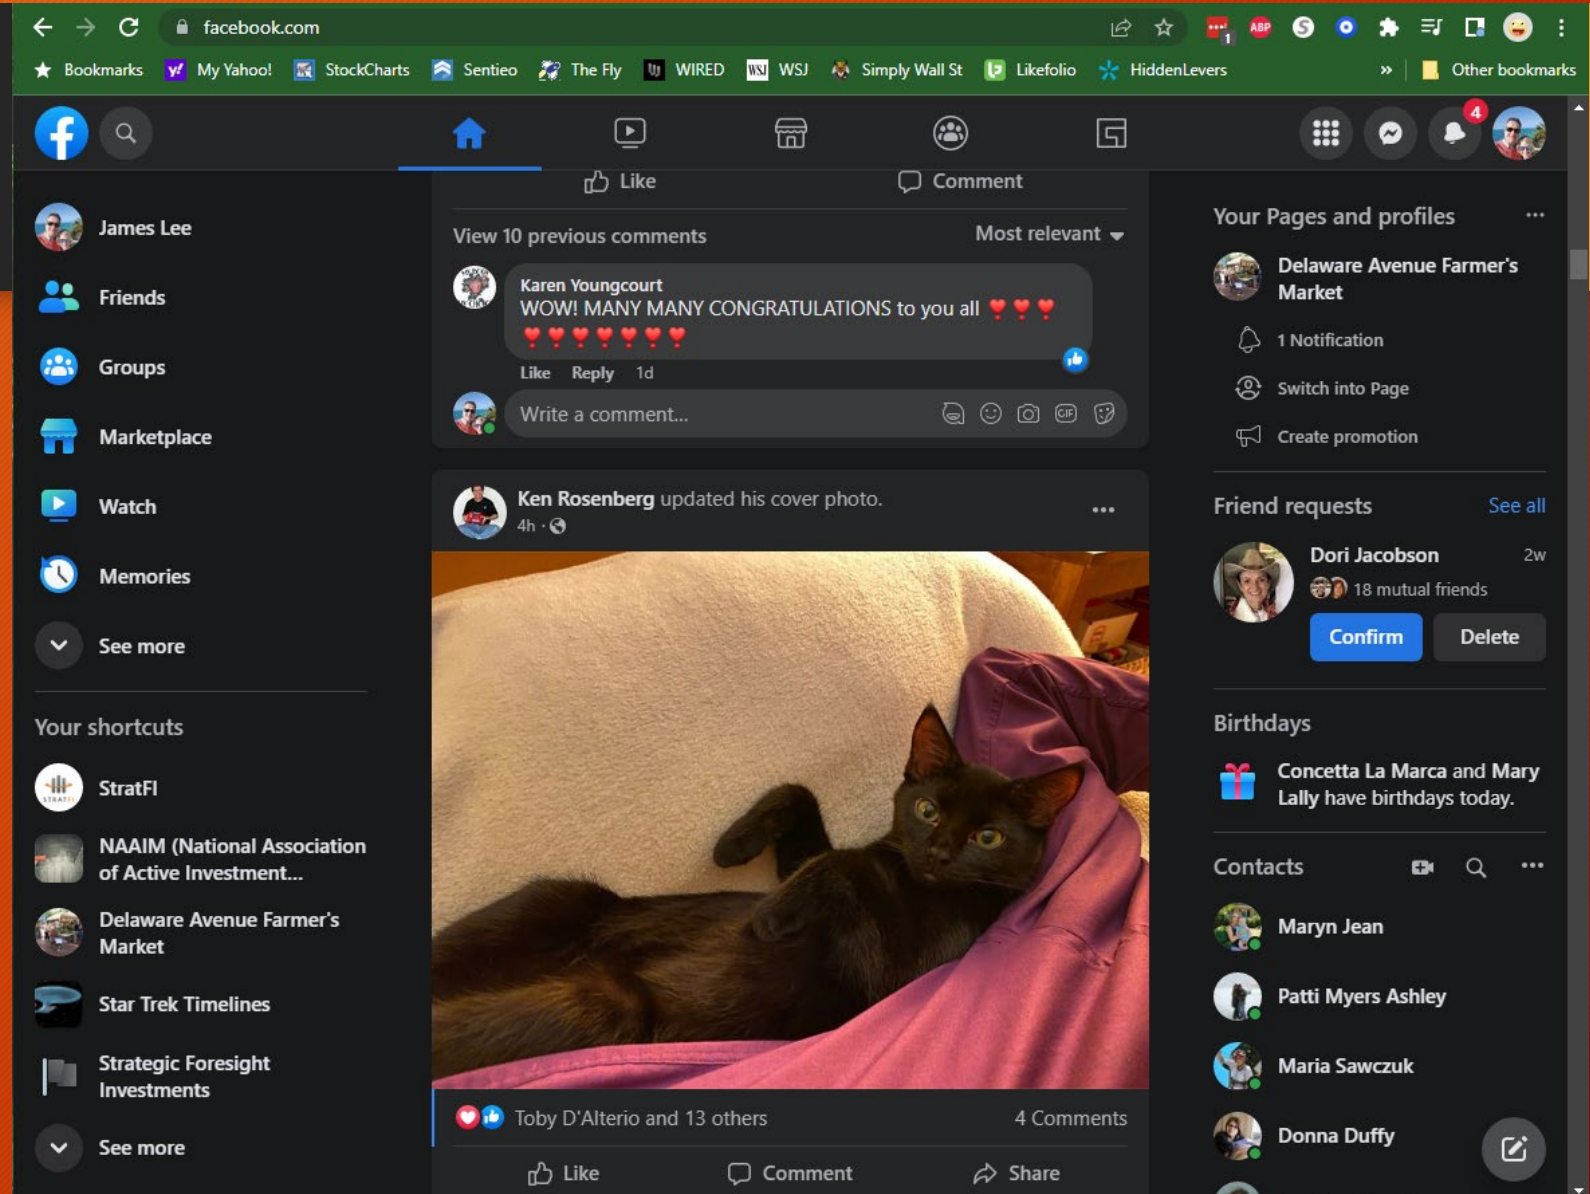 facebook.com
1
ABP
S
Bookmarks
y! My Yahoo!
StockCharts
Sentieo
The Fly
WIRED
WSJ WSJ
Simply Wall St
Likefolio
HiddenLevers
»
Other bookmarks
f
4
James Lee
Friends
Groups
Marketplace
Watch
Memories
See more
Your shortcuts
STRATFI
StratFI
NAAIM (National Association
of Active Investment...
Delaware Avenue Farmer's
Market
Star Trek Timelines
Strategic Foresight
Investments
See more
Like
Comment
View 10 previous comments
Most relevant
Karen Youngcourt
WOW! MANY MANY CONGRATULATIONS to you all ❣❣❣
❣❣❣❣❣❣❣
Like Reply 1d
Write a comment...
GIF
Ken Rosenberg updated his cover photo.
4h ·
Toby D'Alterio and 13 others
4 Comments
Like
Comment
Share
Your Pages and profiles
Delaware Avenue Farmer's
Market
1 Notification
Switch into Page
Create promotion
Friend requests
See all
Dori Jacobson
2w
18 mutual friends
Confirm
Delete
Birthdays
Concetta La Marca and Mary
Lally have birthdays today.
Contacts
Maryn Jean
Patti Myers Ashley
Maria Sawczuk
Donna Duffy